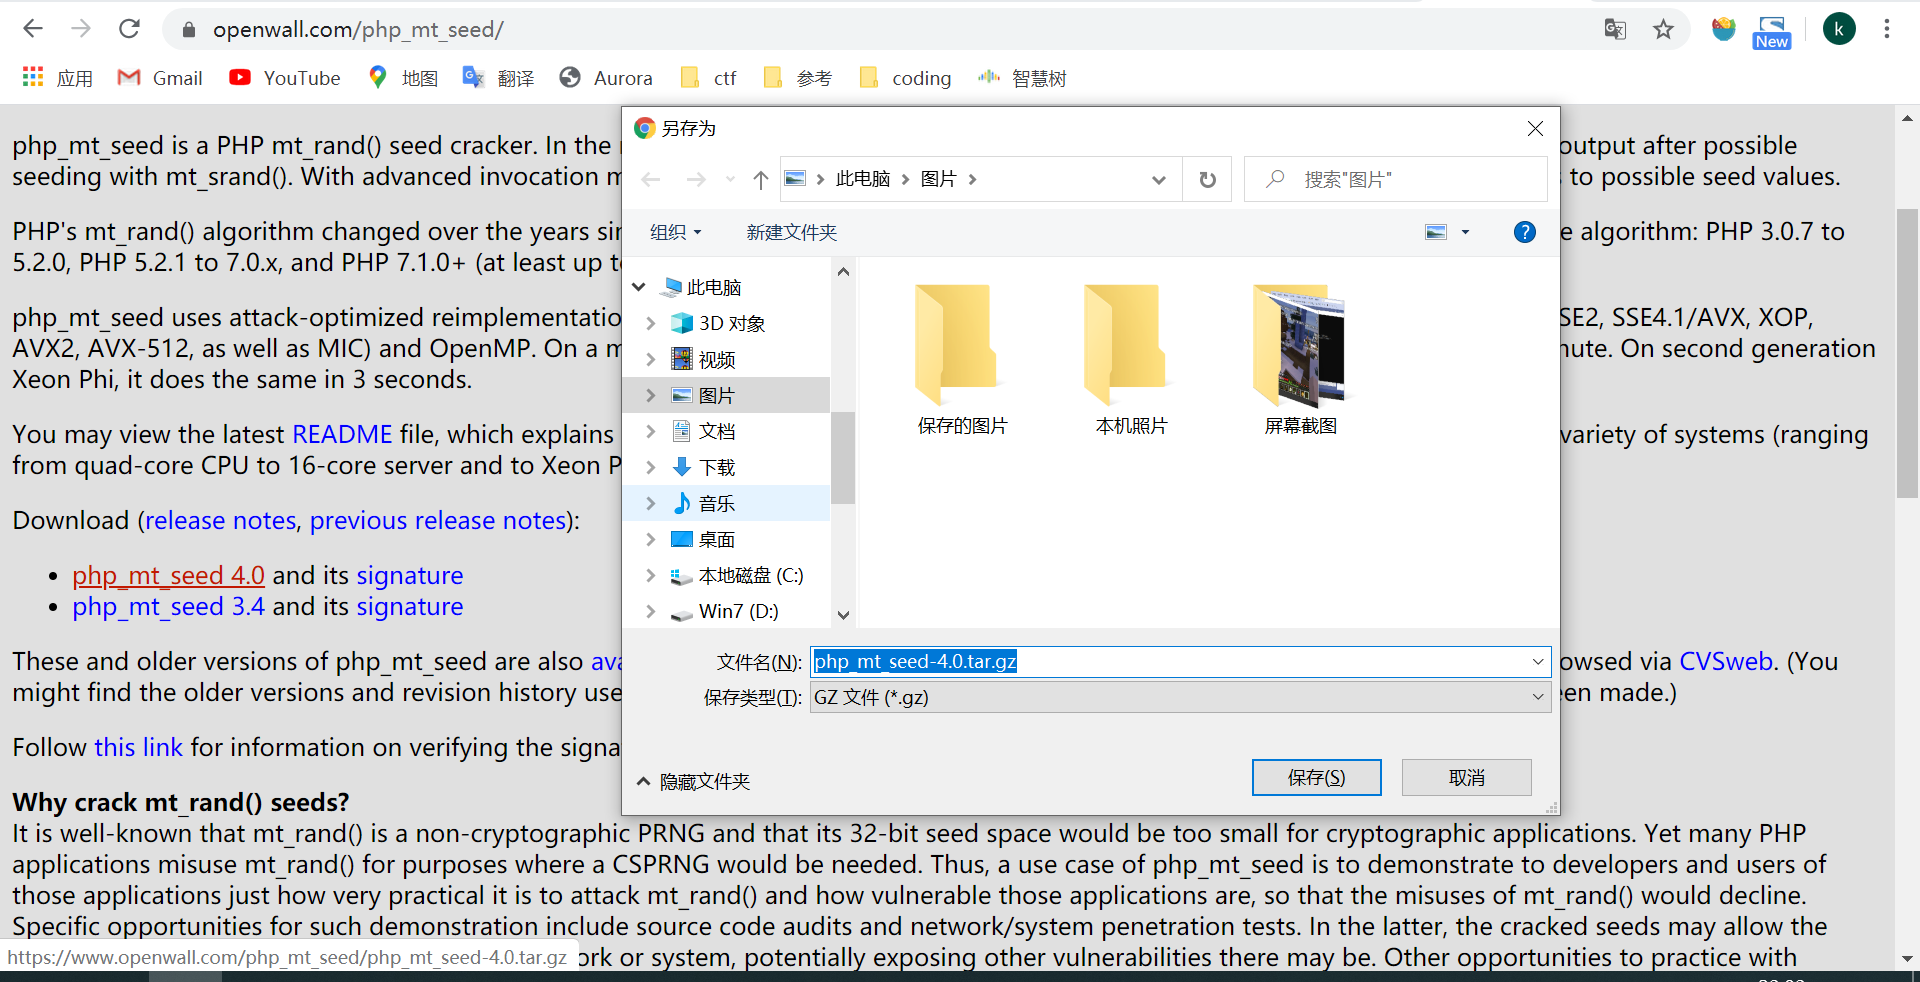 openwall.com/php_mt_seed/
New
k
应用
Gmail
YouTube
地图
翻译
Aurora
ctf
参考
coding
智慧树
php_mt_seed is a PHP mt_rand() seed cracker. In the
output after possible
seeding with mt_srand(). With advanced invocation
to possible seed values.
PHP's mt_rand() algorithm changed over the years
e algorithm: PHP 3.0.7 to
5.2.0, PHP 5.2.1 to 7.0.x, and PHP 7.1.0+ (at least up
php_mt_seed uses attack-optimized
SE2, SSE4.1/AVX, XOP,
AVX2, AVX-512, as well as MIC) and OpenMP. On a
nute. On second generation
Xeon Phi, it does the same in 3 seconds.
You may view the latest README file, which explains
variety of systems (ranging
from quad-core CPU to 16-core server and to Xeon P
Download (release notes, previous release notes):
• php_mt_seed 4.0 and its signature
• php_mt_seed 3.4 and its signature
These and older versions of php_mt_seed are also ava
owsed via CVSweb. (You
might find the older versions and revision history use
en made.)
Follow this link for information on verifying the signa
Why crack mt_rand() seeds?
It is well-known that mt_rand() is a non-cryptographic PRNG and that its 32-bit seed space would be too small for cryptographic applications. Yet many PHP
applications misuse mt_rand() for purposes where a CSPRNG would be needed. Thus, a use case of php_mt_seed is to demonstrate to developers and users of
those applications just how very practical it is to attack mt_rand() and how vulnerable those applications are, so that the misuses of mt_rand() would decline.
Specific opportunities for such demonstration include source code audits and network/system penetration tests. In the latter, the cracked seeds may allow the
ork or system, potentially exposing other vulnerabilities there may be. Other opportunities to practice with
https://www.openwall.com/php_mt_seed/php_mt_seed-4.0.tar.gz
另存为
此电脑
图片
搜索"图片"
组织
新建文件夹
?
此电脑
3D 对象
视频
图片
文档
下载
音乐
桌面
本地磁盘 (C:)
Win7 (D:)
保存的图片
本机照片
屏幕截图
文件名(N):
php_mt_seed-4.0.tar.gz
保存类型(T):
GZ 文件 (*.gz)
隐藏文件夹
保存(S)
取消